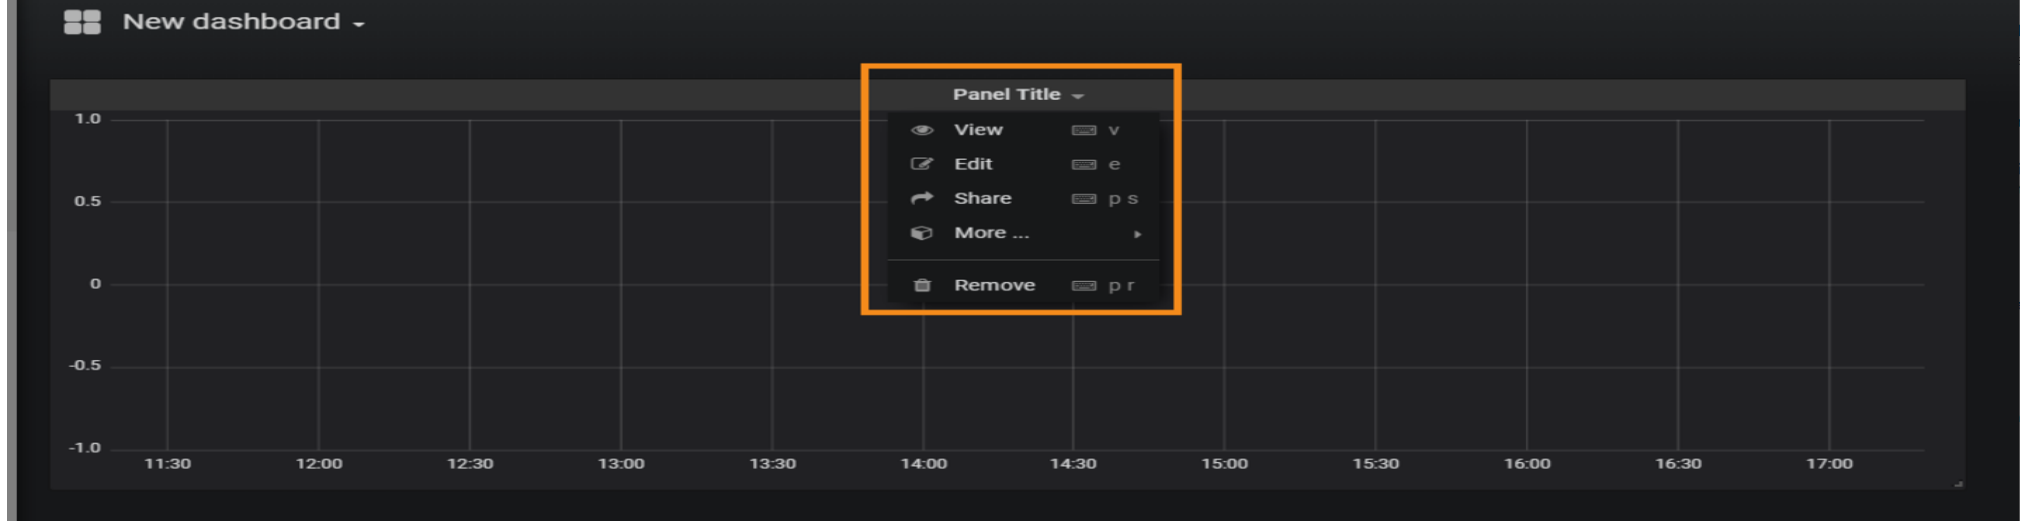 New dashboard
Panel Title
1.0
View v
Edit e
0.5
Share p s
More ...
0
Remove p r
-0.5
-1.0
11:30 12:00 12:30 13:00 13:30 14:00 14:30 15:00 15:30 16:00 16:30 17:00